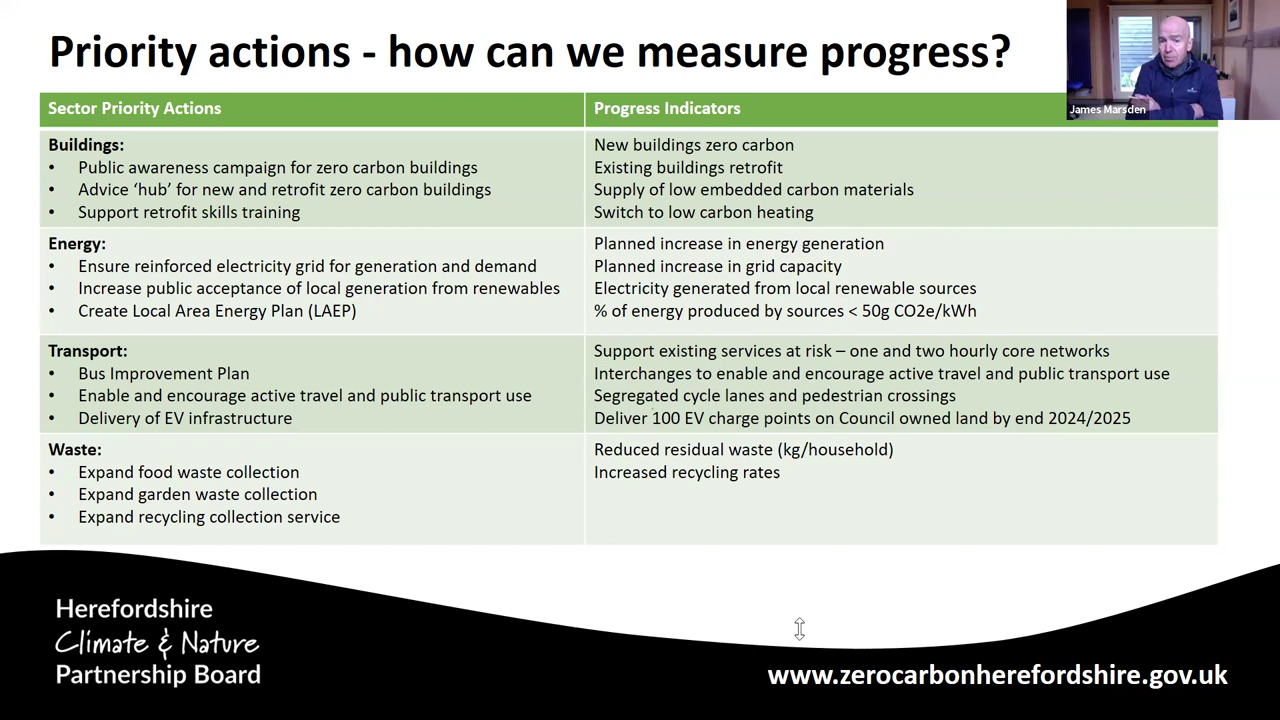 Priority actions - how can we measure progress?
James Marsden
Sector Priority Actions
Progress Indicators
Buildings:
• Public awareness campaign for zero carbon buildings
• Advice ‘hub’ for new and retrofit zero carbon buildings
• Support retrofit skills training
New buildings zero carbon
Existing buildings retrofit
Supply of low embedded carbon materials
Switch to low carbon heating
Energy:
• Ensure reinforced electricity grid for generation and demand
• Increase public acceptance of local generation from renewables
• Create Local Area Energy Plan (LAEP)
Planned increase in energy generation
Planned increase in grid capacity
Electricity generated from local renewable sources
% of energy produced by sources < 50g CO2e/kWh
Transport:
• Bus Improvement Plan
• Enable and encourage active travel and public transport use
• Delivery of EV infrastructure
Support existing services at risk – one and two hourly core networks
Interchanges to enable and encourage active travel and public transport use
Segregated cycle lanes and pedestrian crossings
Deliver 100 EV charge points on Council owned land by end 2024/2025
Waste:
• Expand food waste collection
• Expand garden waste collection
• Expand recycling collection service
Reduced residual waste (kg/household)
Increased recycling rates
Herefordshire
Climate & Nature
Partnership Board
www.zerocarbonherefordshire.gov.uk